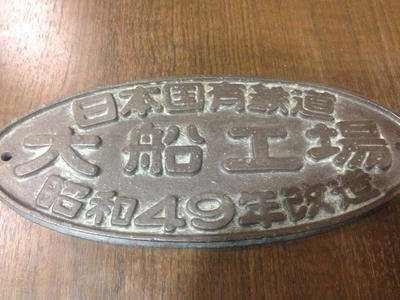 日本国有鉄道
大船工場
昭和49年改造